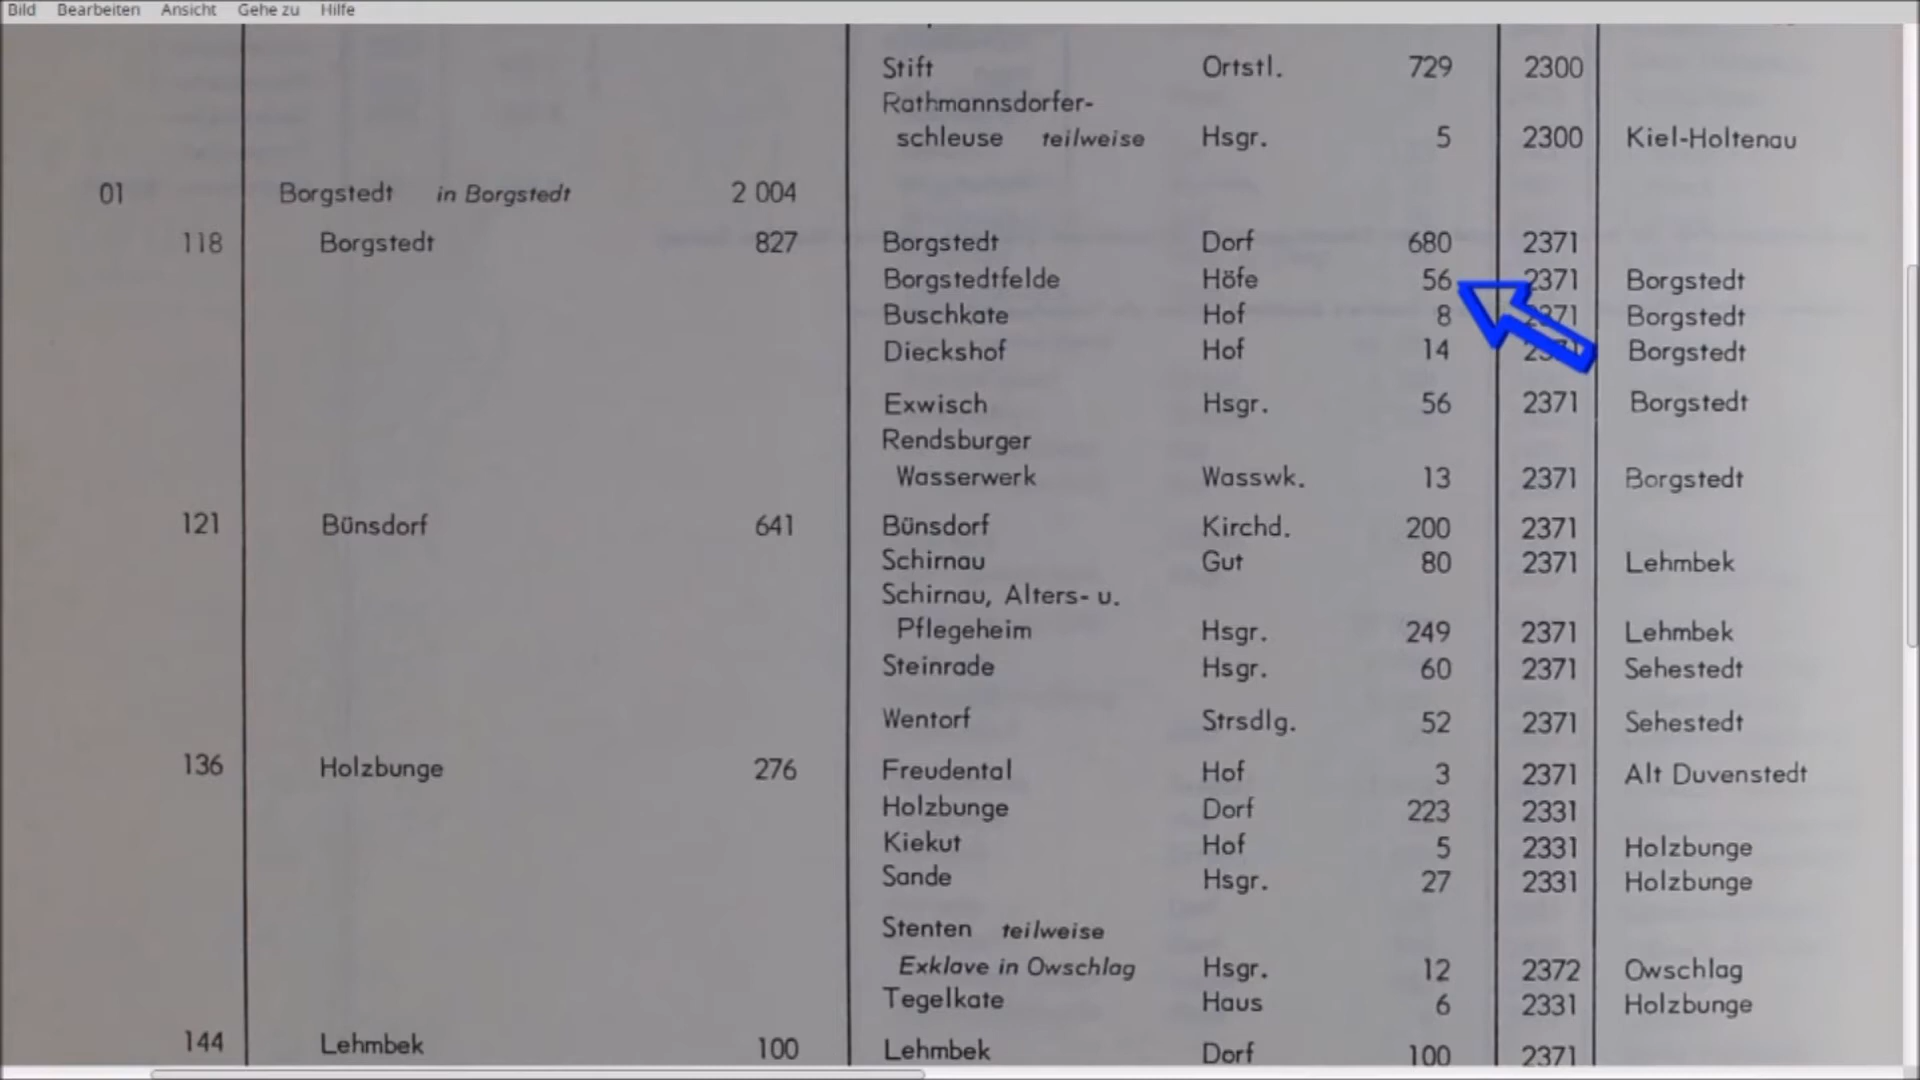 Bild Bearbeiten Ansicht Gehe zu Hilfe
Stift Ortstl. 729 2300
Rathmannsdorfer-
schleuse teilweise Hsgr. 5 2300 Kiel-Holtenau
01 Borgstedt in Borgstedt 2 004
118 Borgstedt 827 Borgstedt Dorf 680 2371
Borgstedtfelde Höfe 56 2371 Borgstedt
Buschkate Hof 8 2371 Borgstedt
Dieckshof Hof 14 2371 Borgstedt
Exwisch Hsgr. 56 2371 Borgstedt
Rendsburger
Wasserwerk Wasswk. 13 2371 Borgstedt
121 Bünsdorf 641 Bünsdorf Kirchd. 200 2371
Schirnau Gut 80 2371 Lehmbek
Schirnau, Alters- u.
Pflegeheim Hsgr. 249 2371 Lehmbek
Steinrade Hsgr. 60 2371 Sehestedt
Wentorf Strsdlg. 52 2371 Sehestedt
136 Holzbunge 276 Freudental Hof 3 2371 Alt Duvenstedt
Holzbunge Dorf 223 2331
Kiekut Hof 5 2331 Holzbunge
Sande Hsgr. 27 2331 Holzbunge
Stenten teilweise
Exklave in Owschlag Hsgr. 12 2372 Owschlag
Tegelkate Haus 6 2331 Holzbunge
144 Lehmbek 100 Lehmbek Dorf 100 2371